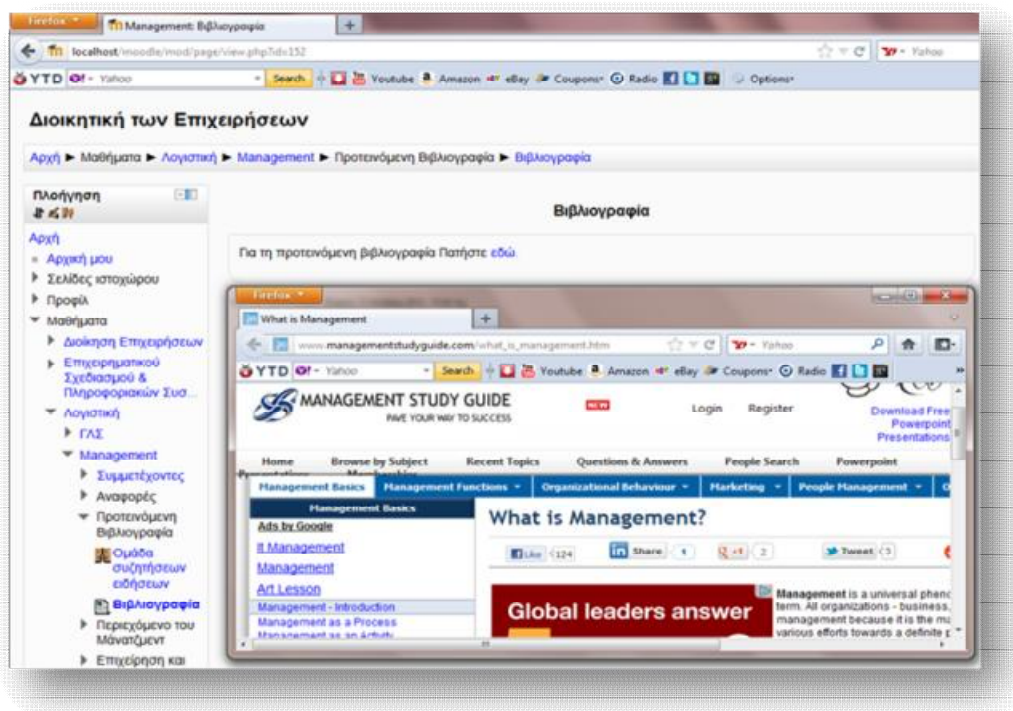 Firefox
Management: Βιβλιογραφία
localhost/moodle/mod/page/view.php?id=152
Yahoo
YTD Yahoo Search Youtube Amazon eBay Coupons Radio Options
Διοικητική των Επιχειρήσεων
Αρχή ► Μαθήματα ► Λογιστική ► Management ► Προτεινόμενη Βιβλιογραφία ► Βιβλιογραφία
Πλοήγηση
Αρχή
Αρχική μου
Σελίδες ιστοχώρου
Προφίλ
Μαθήματα
Διοίκηση Επιχειρήσεων
Επιχειρηματικού
Σχεδιασμού &
Πληροφοριακών Συσ...
Λογιστική
ΓΛΣ
Management
Συμμετέχοντες
Αναφορές
Προτεινόμενη
Βιβλιογραφία
Ομάδα
συζητήσεων
ειδήσεων
Βιβλιογραφία
Περιεχόμενο του
Μάνατζμεντ
Επιχείρηση και
Βιβλιογραφία
Για τη προτεινόμενη βιβλιογραφία Πατήστε εδώ
Firefox
What is Management
www.managementstudyguide.com/what_is_management.htm
Yahoo
YTD Yahoo Search Youtube Amazon eBay Coupons Radio
MANAGEMENT STUDY GUIDE
PAVE YOUR WAY TO SUCCESS
NEW
Login Register
Download Free
Powerpoint
Presentations
Home Browse by Subject Recent Topics Questions & Answers People Search Powerpoint
Management Basics Management Functions Organizational Behaviour Marketing People Management
Management Basics
Ads by Google
It Management
Management
Art Lesson
Management - Introduction
Management as a Process
Management as an Activity
What is Management?
Like 124 Share 1 +1 2 Tweet 3
Global leaders answer
Management is a universal
term. All organizations - business,
management because it is the
various efforts towards a definite